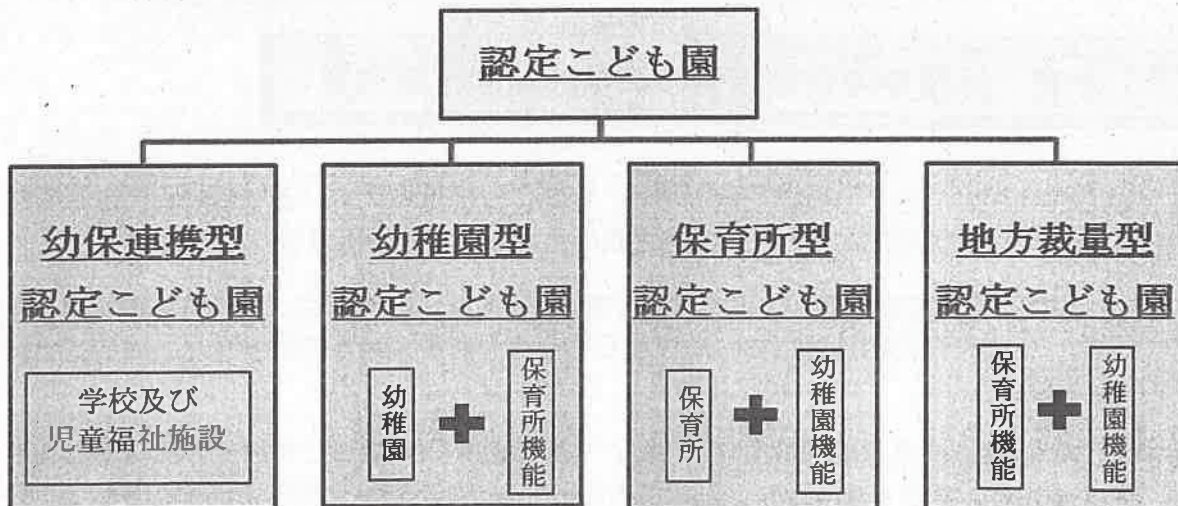 認定こども園
幼保連携型
認定こども園
学校及び
児童福祉施設
幼稚園型
認定こども園
幼稚園
保育所機能
保育所型
認定こども園
保育所
幼稚園機能
地方裁量型
認定こども園
保育所機能
幼稚園機能